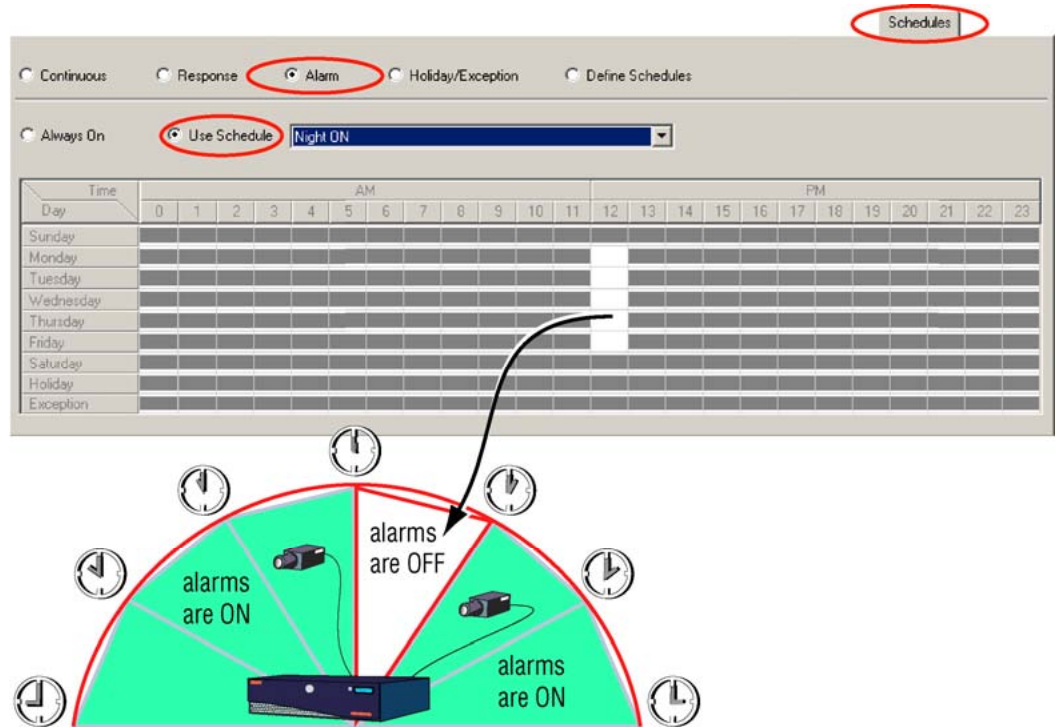 Schedules
Continuous Response Alarm Holiday/Exception Define Schedules
Always On Use Schedule Night ON
Time AM PM
Day 0 1 2 3 4 5 6 7 8 9 10 11 12 13 14 15 16 17 18 19 20 21 22 23
Sunday
Monday
Tuesday
Wednesday
Thursday
Friday
Saturday
Holiday
Exception
alarms
are OFF
alarms
are ON
alarms
are ON